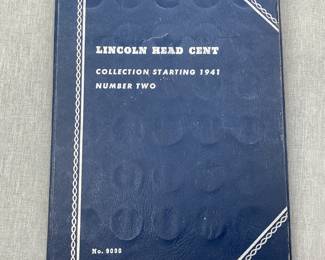 LINCOLN HEAD CENT
COLLECTION STARTING 1941
NUMBER TWO
No. 9030